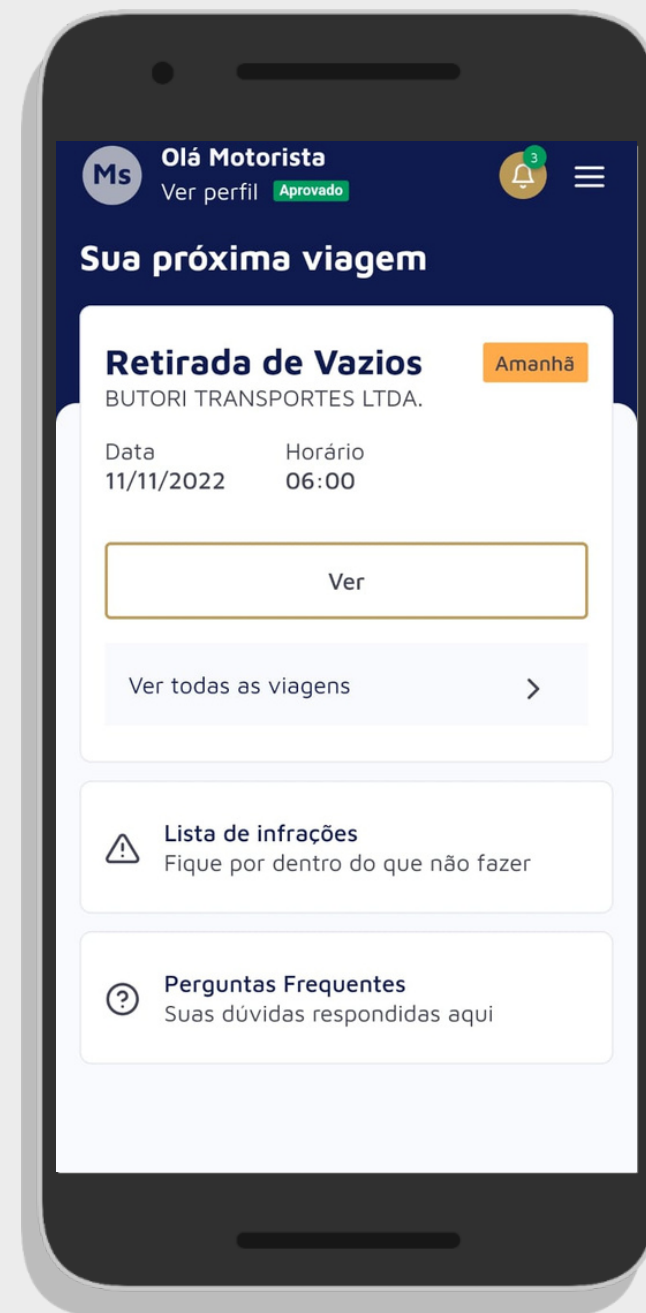 Ms
Olá Motorista
Ver perfil Aprovado
3
Sua próxima viagem
Retirada de Vazios
Amanhã
BUTORI TRANSPORTES LTDA.
Data Horário
11/11/2022 06:00
Ver
Ver todas as viagens
Lista de infrações
Fique por dentro do que não fazer
Perguntas Frequentes
Suas dúvidas respondidas aqui